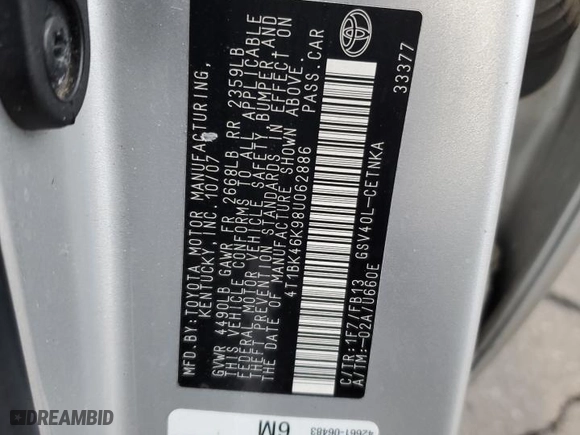 MFD.BY: TOYOTA MOTOR MANUFACTURING,
KENTUCKY, INC. 10/07
GVWR 4490LB GAWR FR 2668LB RR 2359LB
THIS VEHICLE CONFORMS TO ALL APPLICABLE
FEDERAL MOTOR VEHICLE SAFETY, BUMPER AND
THEFT PREVENTION STANDARDS IN EFFECT ON
THE DATE OF MANUFACTURE SHOWN ABOVE.
4T1BK46K98U062886 PASS. CAR
C/TR:1F7/FB13 GSV40L-CETNKA
A/TM:-02A/U660E 33377
42661-06483
6M
DREAMBID